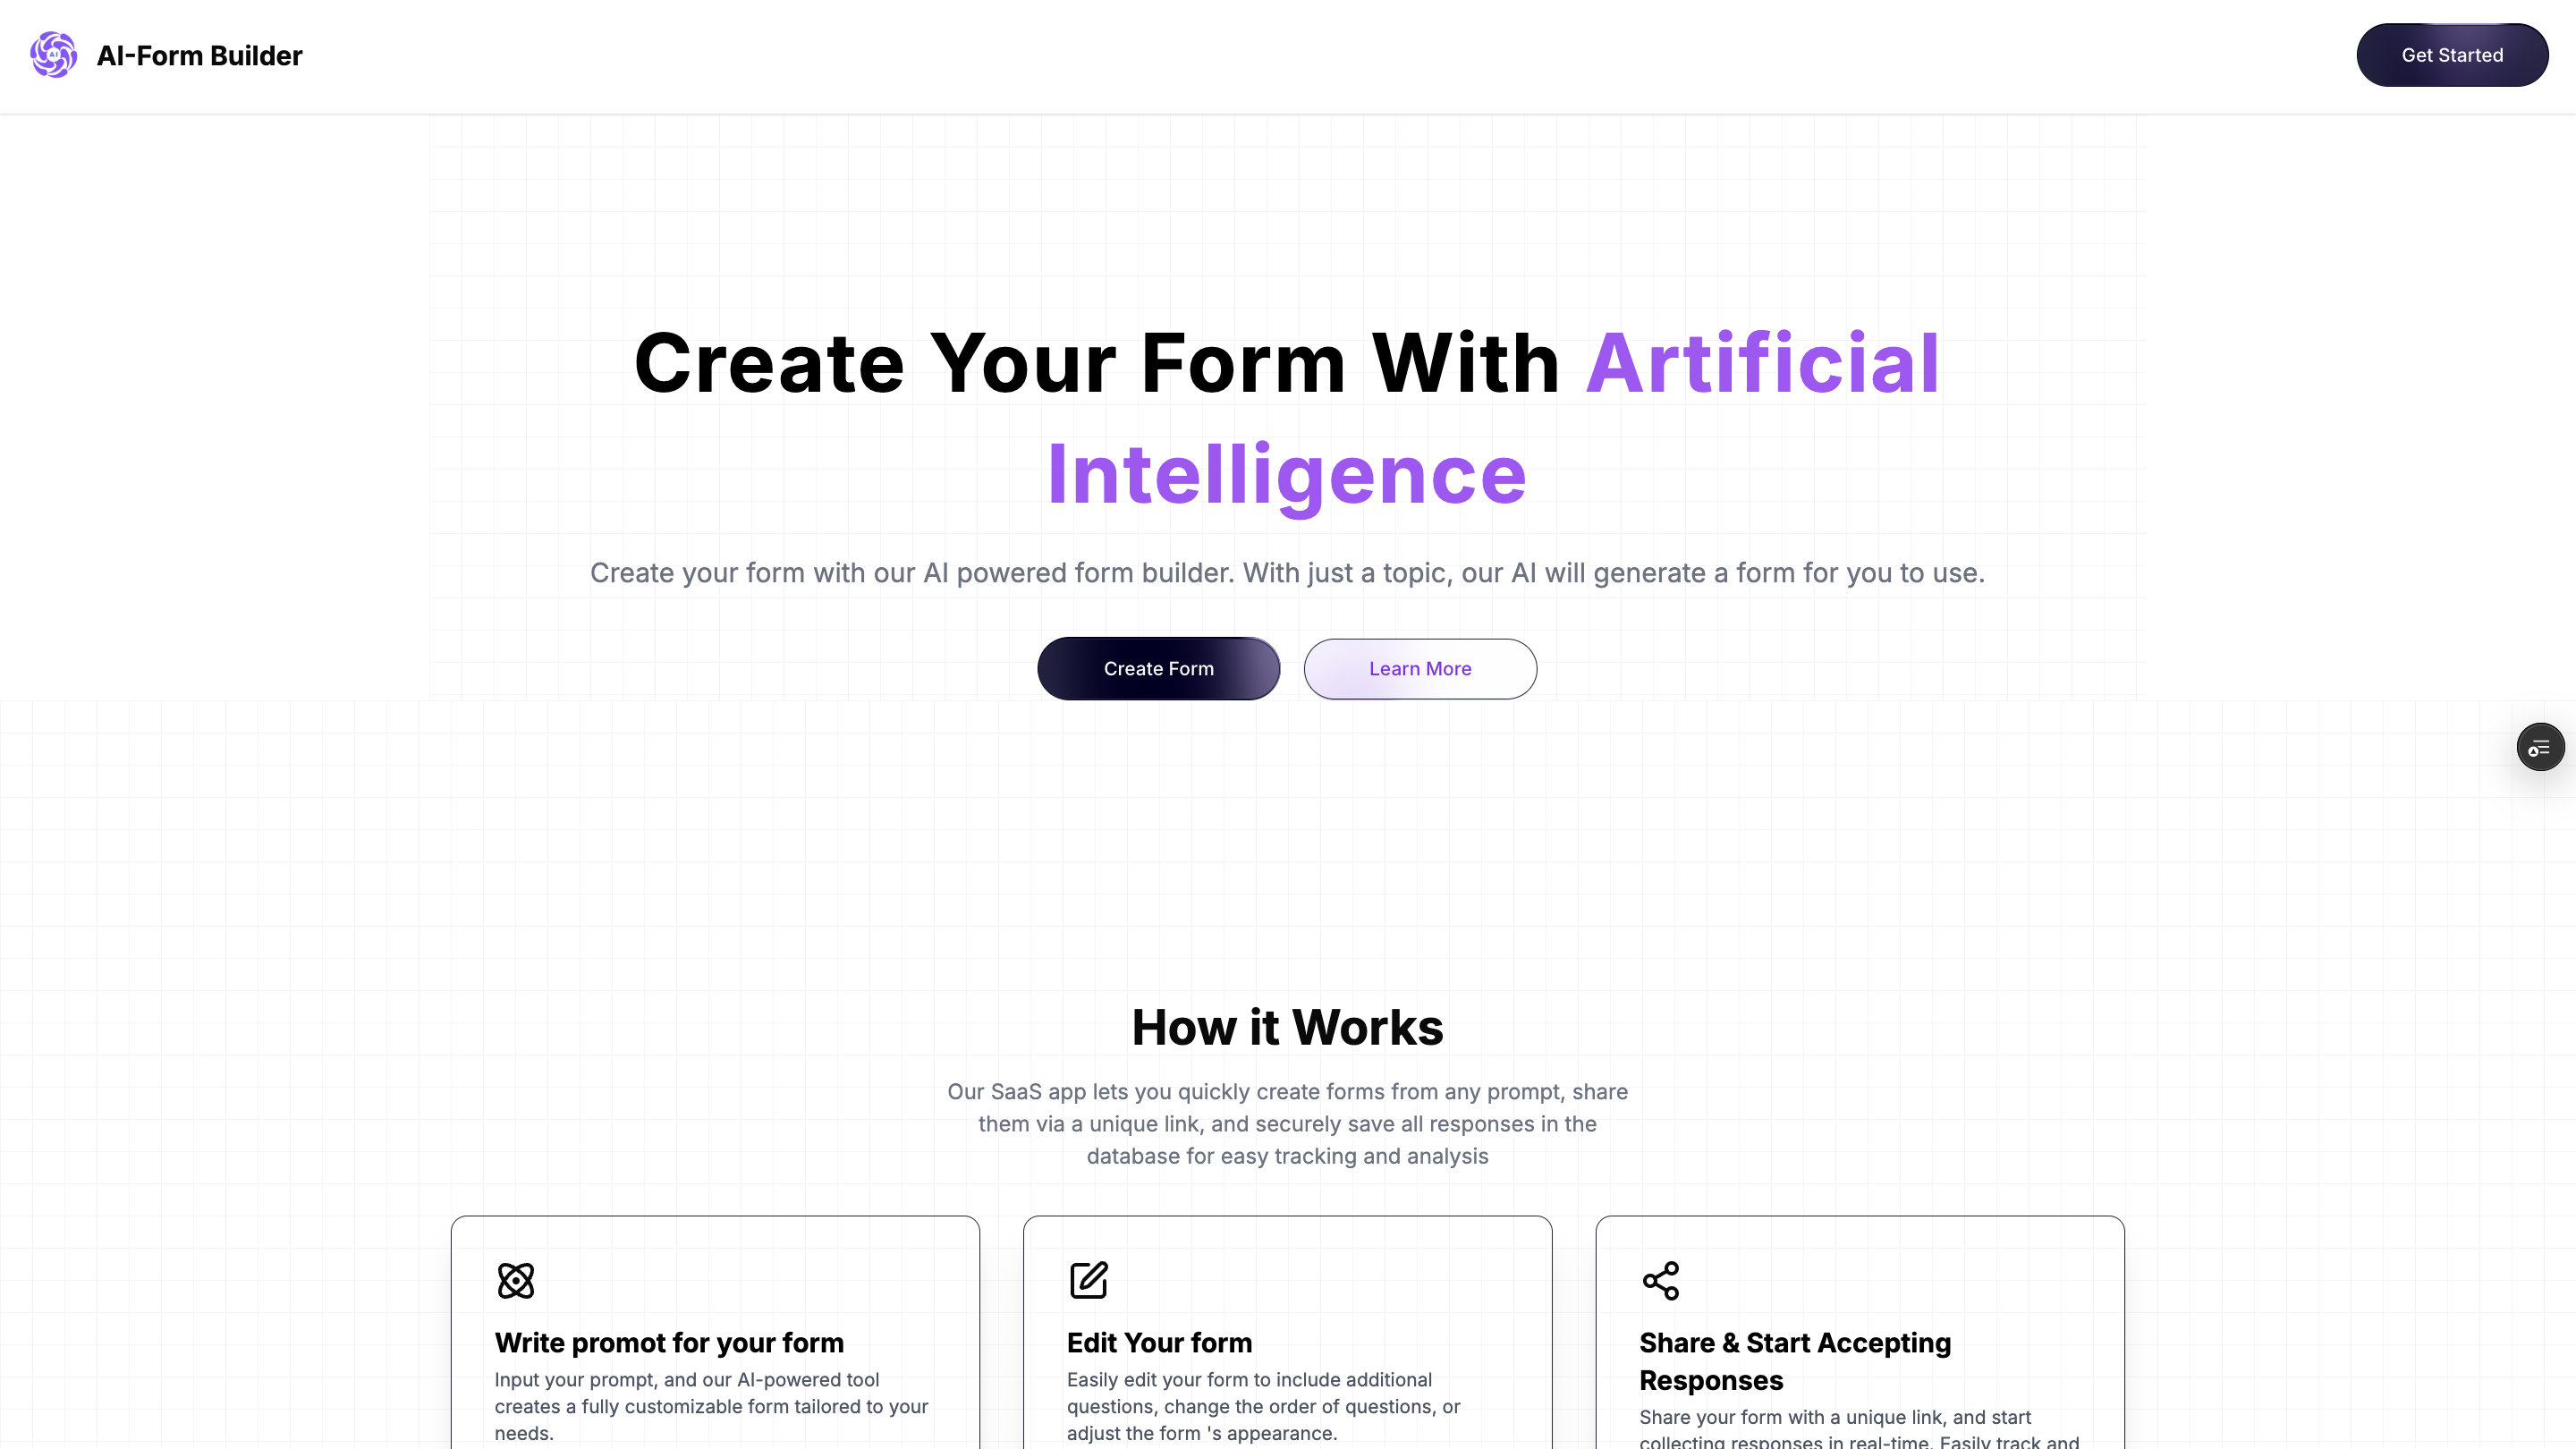 AI
AI-Form Builder
Get Started
Create Your Form With Artificial
Intelligence
Create your form with our AI powered form builder. With just a topic, our AI will generate a form for you to use.
Create Form
Learn More
How it Works
Our SaaS app lets you quickly create forms from any prompt, share
them via a unique link, and securely save all responses in the
database for easy tracking and analysis
Write promot for your form
Input your prompt, and our AI-powered tool
creates a fully customizable form tailored to your
needs.
Edit Your form
Easily edit your form to include additional
questions, change the order of questions, or
adjust the form 's appearance.
Share & Start Accepting
Responses
Share your form with a unique link, and start
collecting responses in real-time. Easily track and